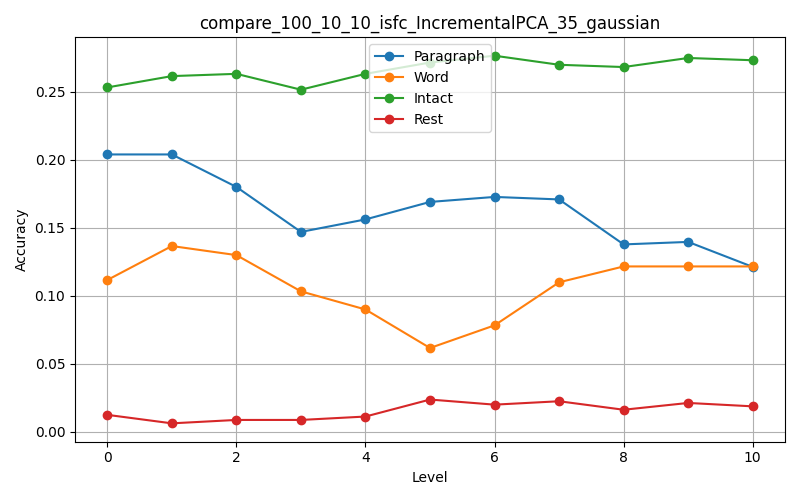 compare_100_10_10_isfc_IncrementalPCA_35_gaussian
Paragraph
Word
Intact
Rest
Accuracy
0.25
0.20
0.15
0.10
0.05
0.00
0 2 4 6 8 10
Level